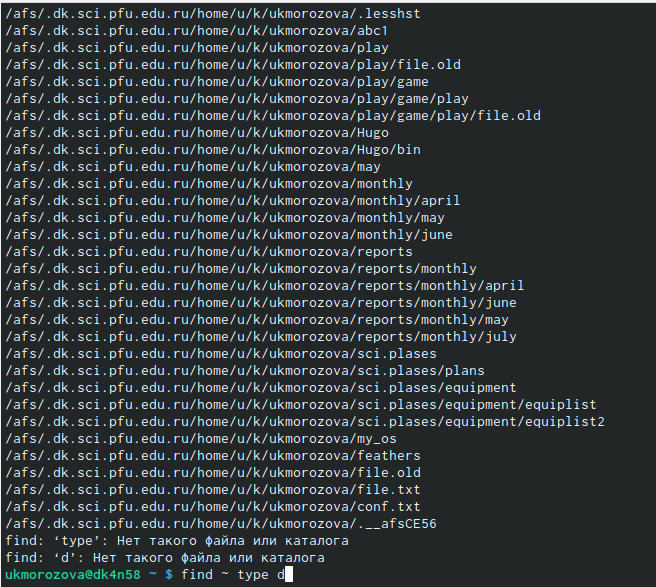 /afs/.dk.sci.pfu.edu.ru/home/u/k/ukmorozova/.lesshst
/afs/.dk.sci.pfu.edu.ru/home/u/k/ukmorozova/abc1
/afs/.dk.sci.pfu.edu.ru/home/u/k/ukmorozova/play
/afs/.dk.sci.pfu.edu.ru/home/u/k/ukmorozova/play/file.old
/afs/.dk.sci.pfu.edu.ru/home/u/k/ukmorozova/play/game
/afs/.dk.sci.pfu.edu.ru/home/u/k/ukmorozova/play/game/play
/afs/.dk.sci.pfu.edu.ru/home/u/k/ukmorozova/play/game/play/file.old
/afs/.dk.sci.pfu.edu.ru/home/u/k/ukmorozova/Hugo
/afs/.dk.sci.pfu.edu.ru/home/u/k/ukmorozova/Hugo/bin
/afs/.dk.sci.pfu.edu.ru/home/u/k/ukmorozova/may
/afs/.dk.sci.pfu.edu.ru/home/u/k/ukmorozova/monthly
/afs/.dk.sci.pfu.edu.ru/home/u/k/ukmorozova/monthly/april
/afs/.dk.sci.pfu.edu.ru/home/u/k/ukmorozova/monthly/may
/afs/.dk.sci.pfu.edu.ru/home/u/k/ukmorozova/monthly/june
/afs/.dk.sci.pfu.edu.ru/home/u/k/ukmorozova/reports
/afs/.dk.sci.pfu.edu.ru/home/u/k/ukmorozova/reports/monthly
/afs/.dk.sci.pfu.edu.ru/home/u/k/ukmorozova/reports/monthly/april
/afs/.dk.sci.pfu.edu.ru/home/u/k/ukmorozova/reports/monthly/june
/afs/.dk.sci.pfu.edu.ru/home/u/k/ukmorozova/reports/monthly/may
/afs/.dk.sci.pfu.edu.ru/home/u/k/ukmorozova/reports/monthly/july
/afs/.dk.sci.pfu.edu.ru/home/u/k/ukmorozova/sci.plases
/afs/.dk.sci.pfu.edu.ru/home/u/k/ukmorozova/sci.plases/plans
/afs/.dk.sci.pfu.edu.ru/home/u/k/ukmorozova/sci.plases/equipment
/afs/.dk.sci.pfu.edu.ru/home/u/k/ukmorozova/sci.plases/equipment/equiplist
/afs/.dk.sci.pfu.edu.ru/home/u/k/ukmorozova/sci.plases/equipment/equiplist2
/afs/.dk.sci.pfu.edu.ru/home/u/k/ukmorozova/my_os
/afs/.dk.sci.pfu.edu.ru/home/u/k/ukmorozova/feathers
/afs/.dk.sci.pfu.edu.ru/home/u/k/ukmorozova/file.old
/afs/.dk.sci.pfu.edu.ru/home/u/k/ukmorozova/file.txt
/afs/.dk.sci.pfu.edu.ru/home/u/k/ukmorozova/conf.txt
/afs/.dk.sci.pfu.edu.ru/home/u/k/ukmorozova/.__afsCE56
find: ‘type’: Нет такого файла или каталога
find: ‘d’: Нет такого файла или каталога
ukmorozova@dk4n58 ~ $ find ~ type d